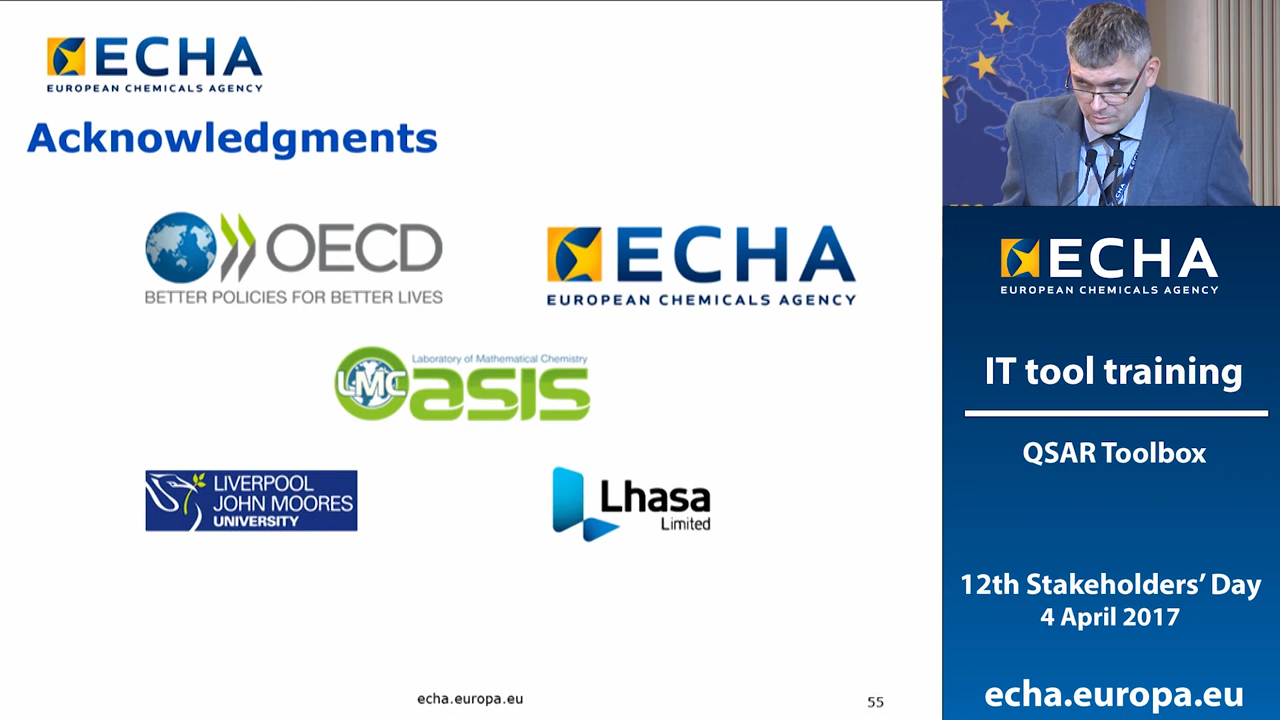 ECHA
EUROPEAN CHEMICALS AGENCY
Acknowledgments
OECD
BETTER POLICIES FOR BETTER LIVES
ECHA
EUROPEAN CHEMICALS AGENCY
Laboratory of Mathematical Chemistry
LMC
Oasis
LIVERPOOL
JOHN MOORES
UNIVERSITY
Lhasa
Limited
echa.europa.eu
55
ECHA
ECHA
EUROPEAN CHEMICALS AGENCY
IT tool training
QSAR Toolbox
12th Stakeholders' Day
4 April 2017
echa.europa.eu